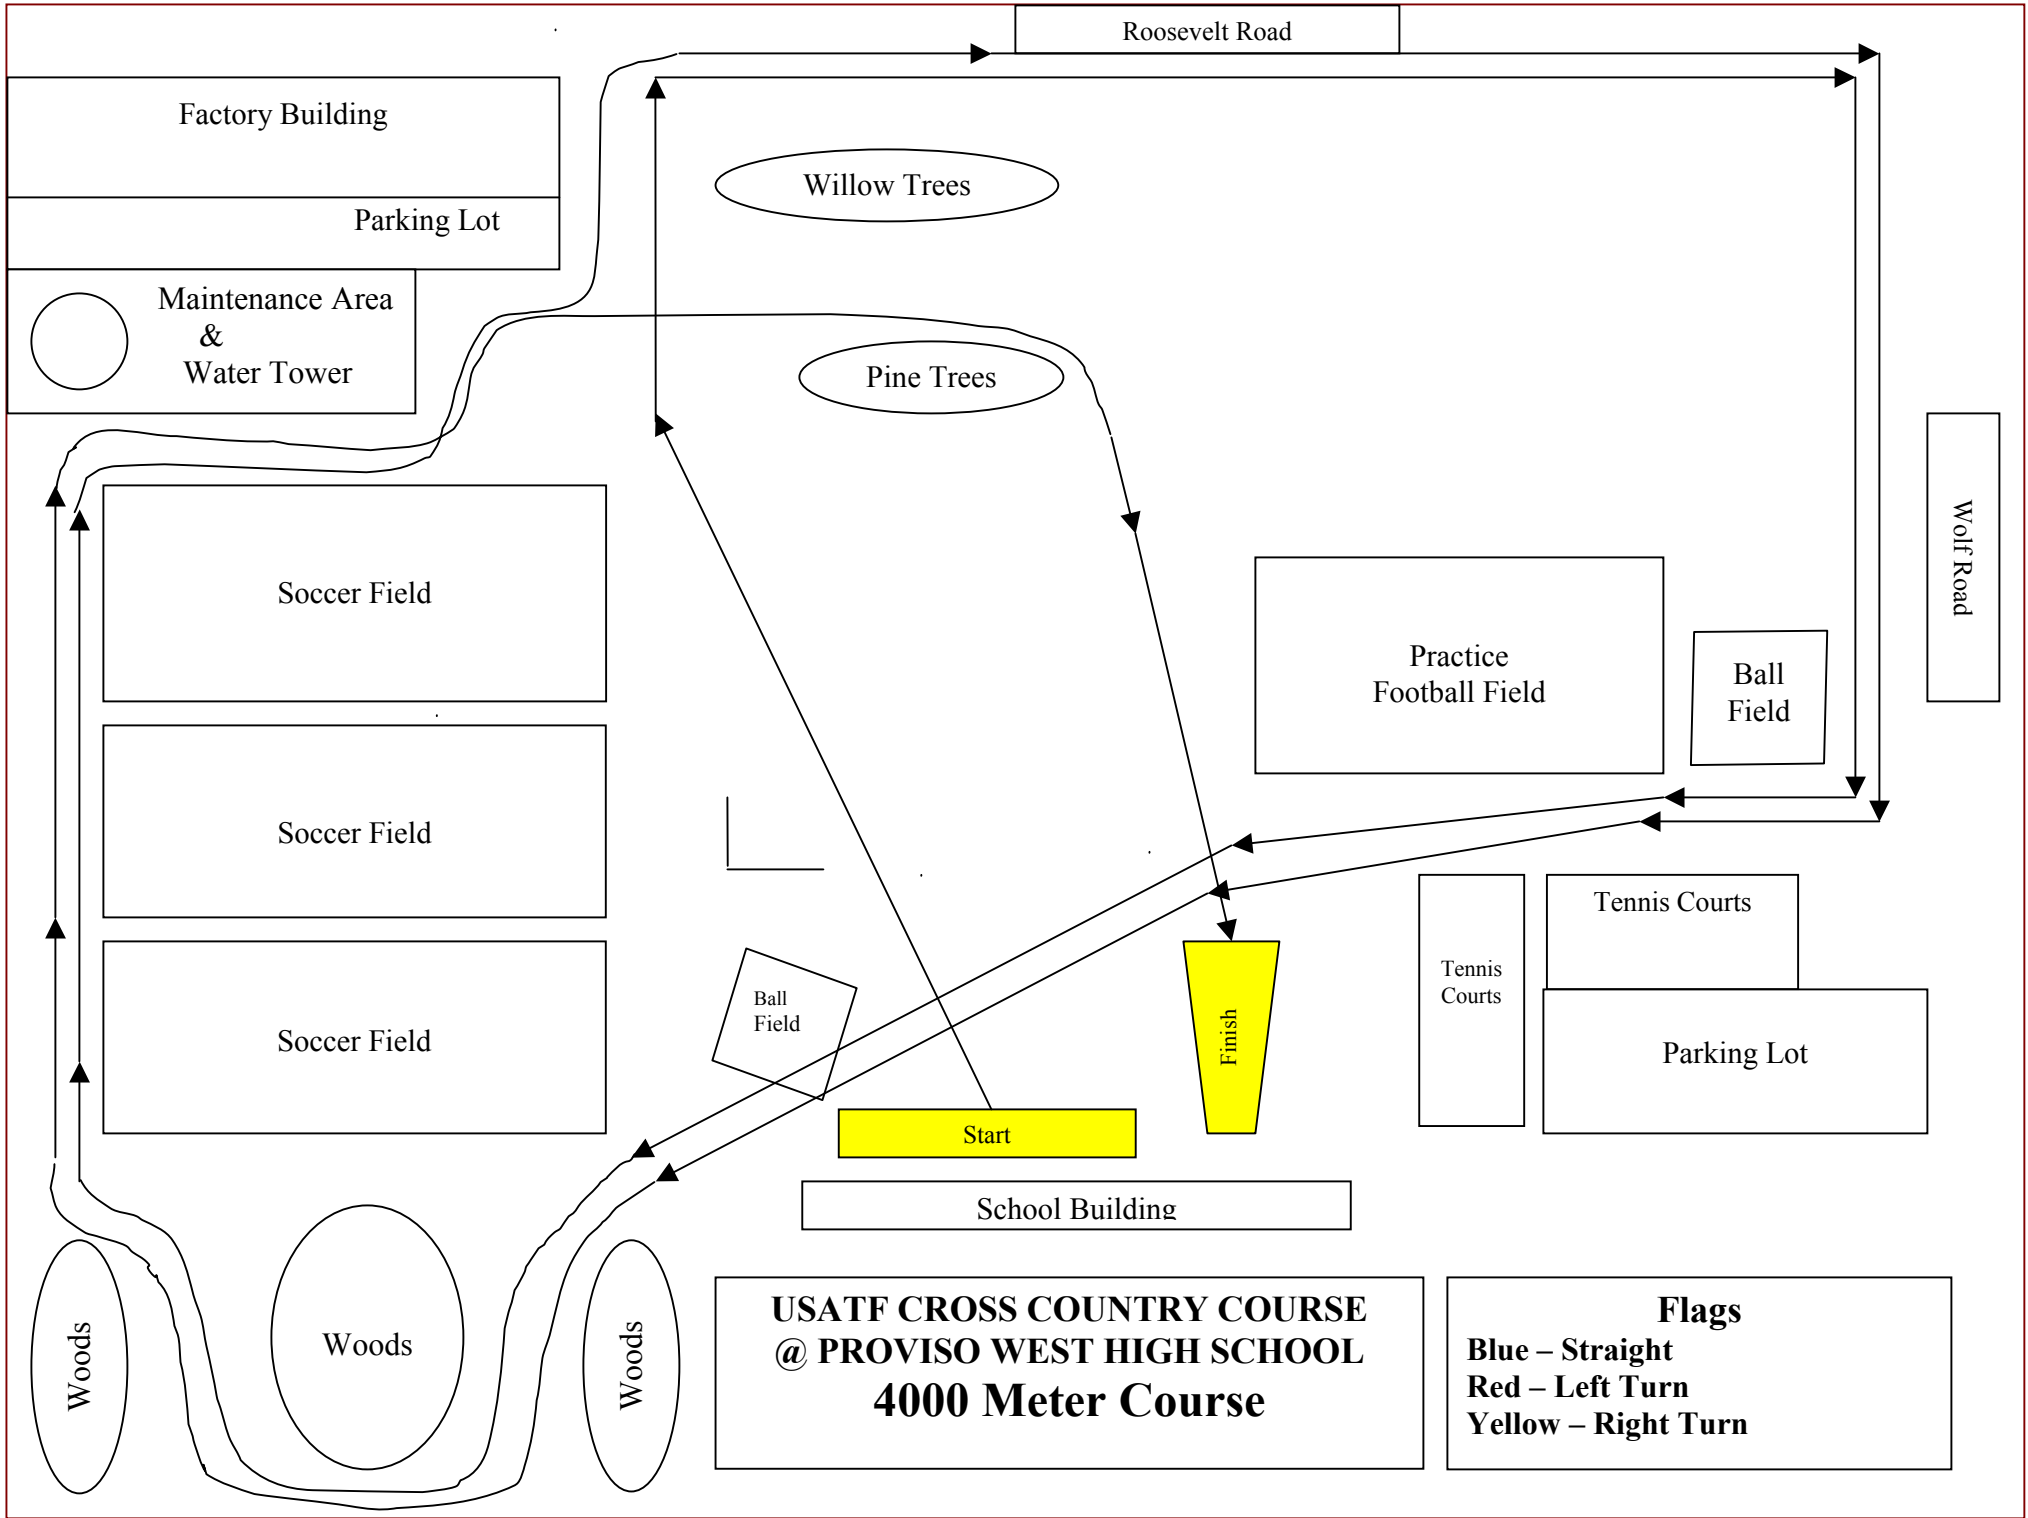 Roosevelt Road
Factory Building
Parking Lot
Willow Trees
Maintenance Area
&
Water Tower
Pine Trees
Wolf Road
Soccer Field
Practice
Football Field
Ball
Field
Soccer Field
Tennis Courts
Tennis
Courts
Ball
Field
Finish
Soccer Field
Parking Lot
Start
School Building
Woods
Woods
Woods
USATF CROSS COUNTRY COURSE
@ PROVISO WEST HIGH SCHOOL
4000 Meter Course
Flags
Blue – Straight
Red – Left Turn
Yellow – Right Turn